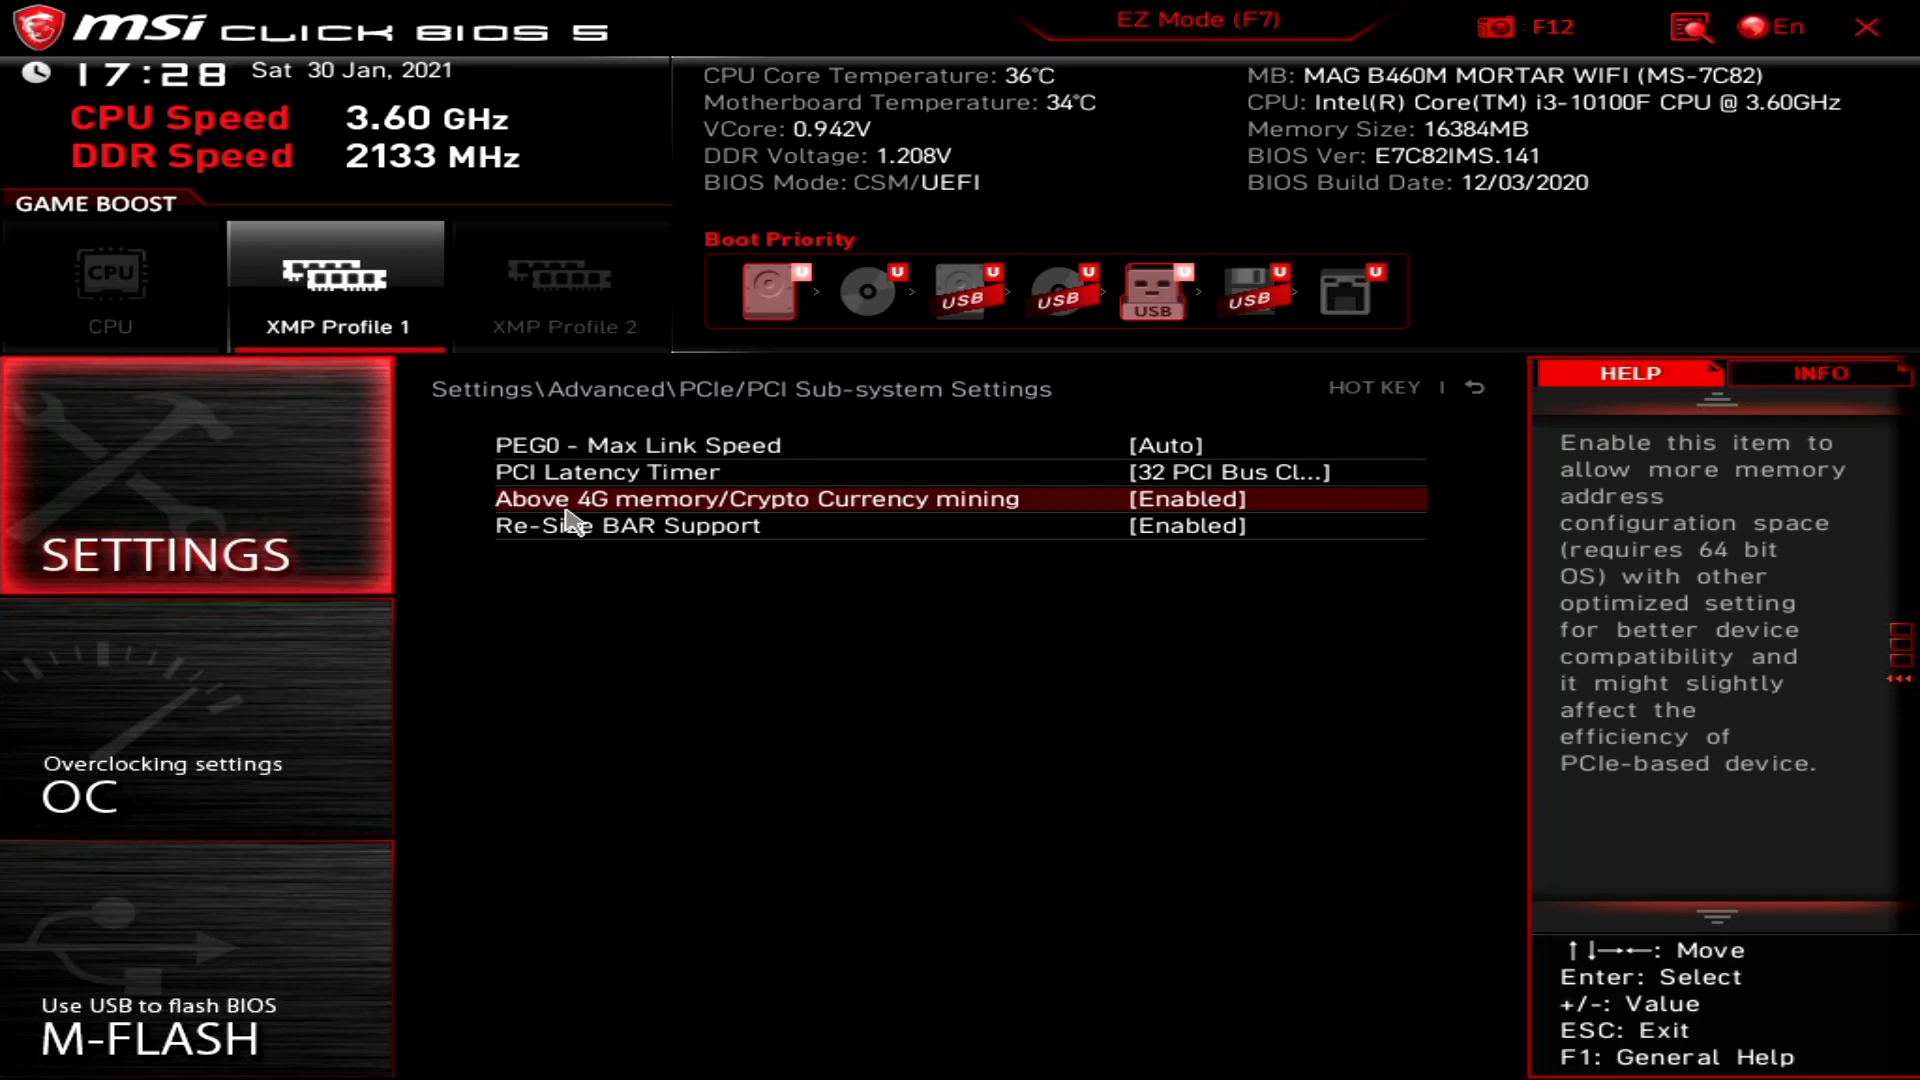 msi CLICK BIOS 5
EZ Mode (F7)
: F12
En
17:28 Sat 30 Jan, 2021
CPU Speed 3.60 GHz
DDR Speed 2133 MHz
CPU Core Temperature: 36°C
Motherboard Temperature: 34°C
VCore: 0.942V
DDR Voltage: 1.208V
BIOS Mode: CSM/UEFI
MB: MAG B460M MORTAR WIFI (MS-7C82)
CPU: Intel(R) Core(TM) i3-10100F CPU @ 3.60GHz
Memory Size: 16384MB
BIOS Ver: E7C82IMS.141
BIOS Build Date: 12/03/2020
GAME BOOST
CPU
CPU
XMP Profile 1
XMP Profile 2
Boot Priority
U U U U U U U
USB USB USB USB
SETTINGS
Overclocking settings
OC
Use USB to flash BIOS
M-FLASH
Settings\Advanced\PCIe/PCI Sub-system Settings
HOT KEY |
PEG0 - Max Link Speed [Auto]
PCI Latency Timer [32 PCI Bus Cl...]
Above 4G memory/Crypto Currency mining [Enabled]
Re-Size BAR Support [Enabled]
HELP INFO
Enable this item to
allow more memory
address
configuration space
(requires 64 bit
OS) with other
optimized setting
for better device
compatibility and
it might slightly
affect the
efficiency of
PCIe-based device.
↑↓→←: Move
Enter: Select
+/-: Value
ESC: Exit
F1: General Help